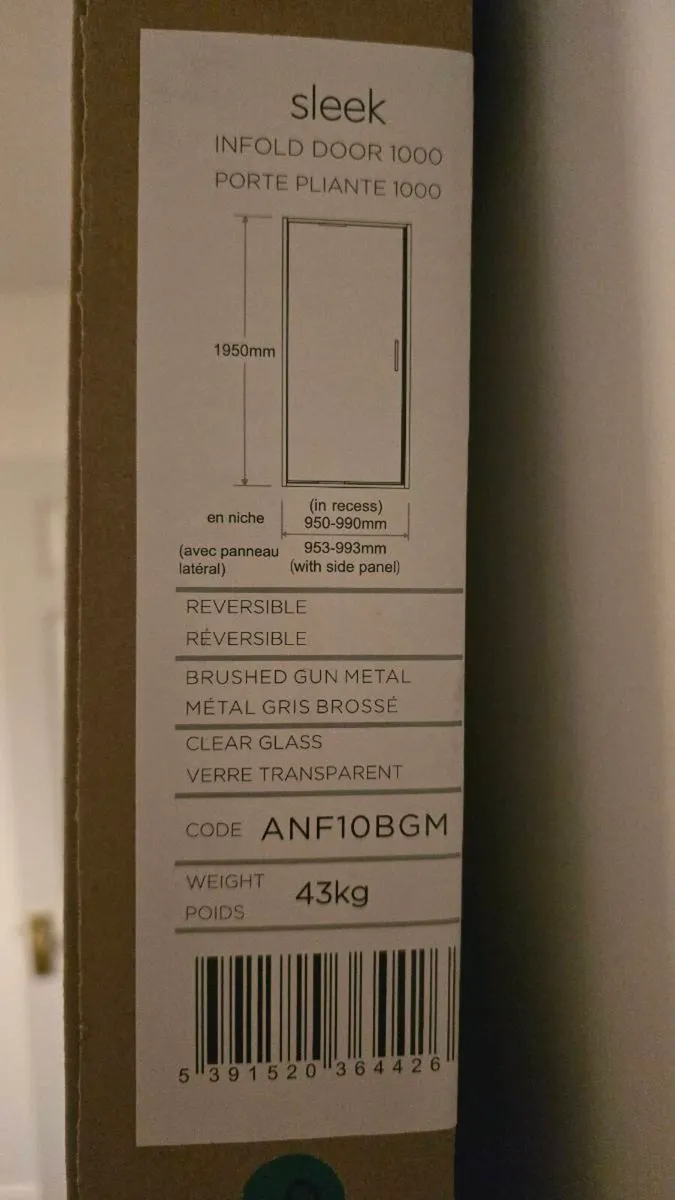 sleek
INFOLD DOOR 1000
PORTE PLIANTE 1000
1950mm
en niche
(in recess)
950-990mm
(avec panneau
latéral)
953-993mm
(with side panel)
REVERSIBLE
RÉVERSIBLE
BRUSHED GUN METAL
MÉTAL GRIS BROSSÉ
CLEAR GLASS
VERRE TRANSPARENT
CODE ANF10BGM
WEIGHT
POIDS
43kg
5 391520 364426